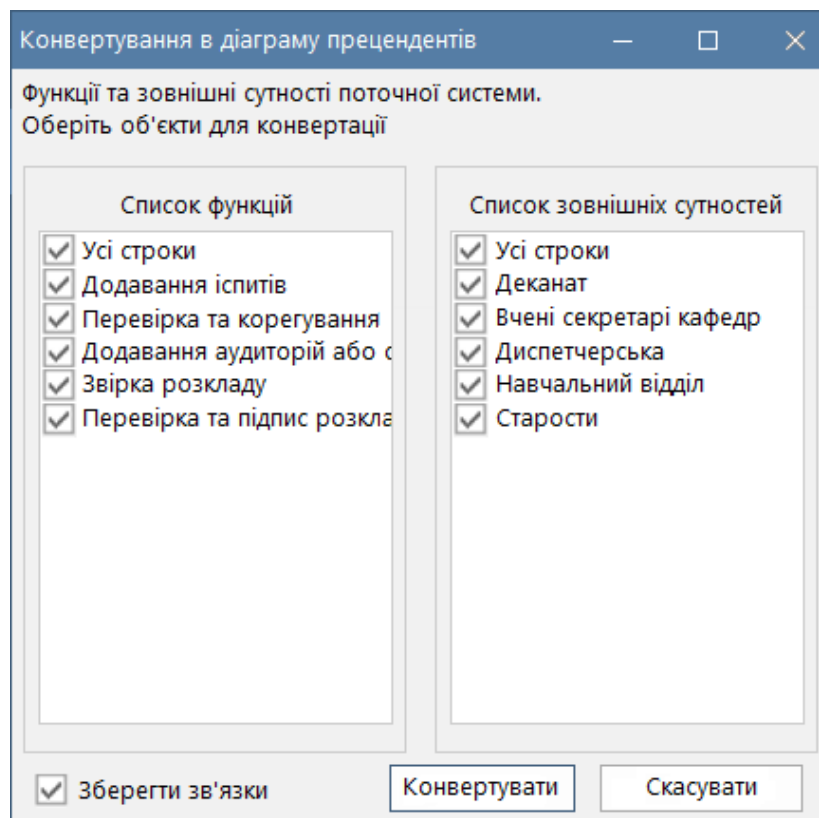 Конвертування в діаграму прецендентів
Функції та зовнішні сутності поточної системи.
Оберіть об'єкти для конвертації
Список функцій
Усі строки
Додавання іспитів
Перевірка та корегування
Додавання аудиторій або
Звірка розкладу
Перевірка та підпис розкла
Список зовнішніх сутностей
Усі строки
Деканат
Вчені секретарі кафедр
Диспетчерська
Навчальний відділ
Старости
Зберегти зв'язки
Конвертувати
Скасувати